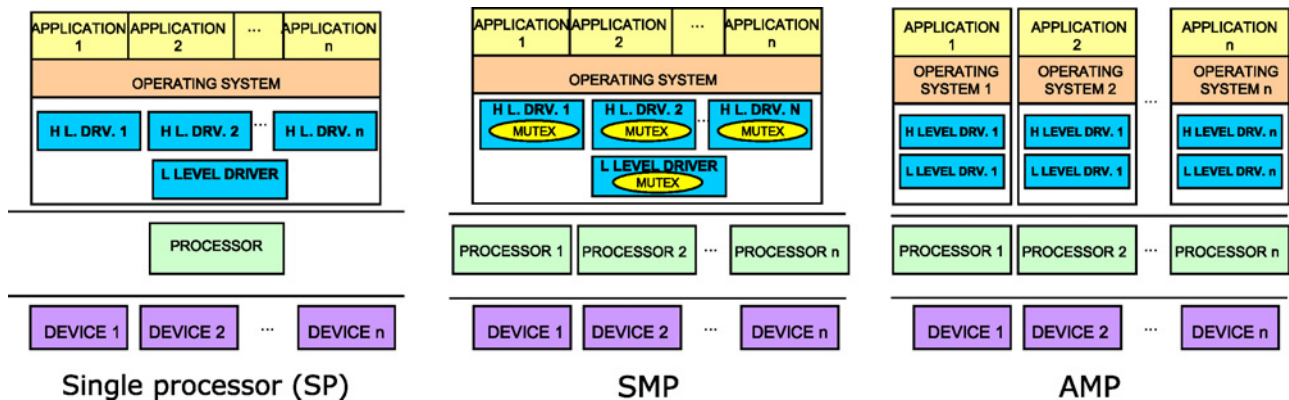 APPLICATION 1 APPLICATION 2 ... APPLICATION n
OPERATING SYSTEM
H L. DRV. 1 H L. DRV. 2 ... H L. DRV. n
L LEVEL DRIVER
PROCESSOR
DEVICE 1 DEVICE 2 ... DEVICE n
Single processor (SP)
APPLICATION 1 APPLICATION 2 ... APPLICATION n
OPERATING SYSTEM
H L. DRV. 1 H L. DRV. 2 ... H L. DRV. N
MUTEX MUTEX MUTEX
L LEVEL DRIVER
MUTEX
PROCESSOR 1 PROCESSOR 2 ... PROCESSOR n
DEVICE 1 DEVICE 2 ... DEVICE n
SMP
APPLICATION 1 APPLICATION 2 APPLICATION n
OPERATING SYSTEM 1 OPERATING SYSTEM 2 ... OPERATING SYSTEM n
H LEVEL DRV. 1 H LEVEL DRV. 1 H LEVEL DRV. n
L LEVEL DRV. 1 L LEVEL DRV. 1 L LEVEL DRV. n
PROCESSOR 1 PROCESSOR 2 ... PROCESSOR n
DEVICE 1 DEVICE 2 ... DEVICE n
AMP